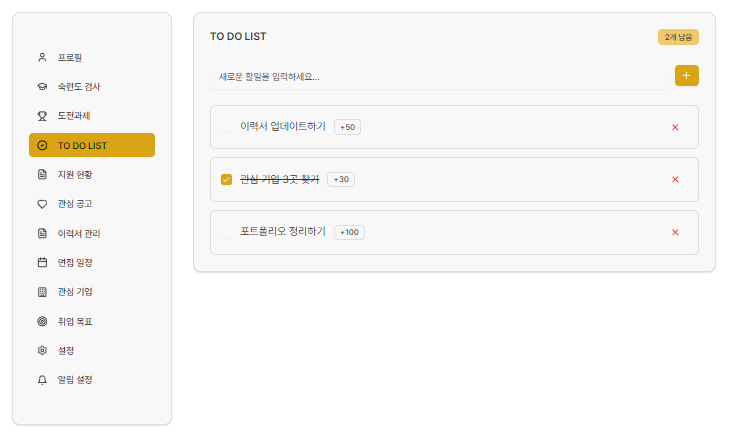 프로필
숙련도 검사
도전과제
TO DO LIST
지원 현황
관심 공고
이력서 관리
면접 일정
관심 기업
취업 목표
설정
알림 설정
TO DO LIST
2개 남음
새로운 할일을 입력하세요...
이력서 업데이트하기 +50
관심 기업 3곳 찾기 +30
포트폴리오 정리하기 +100